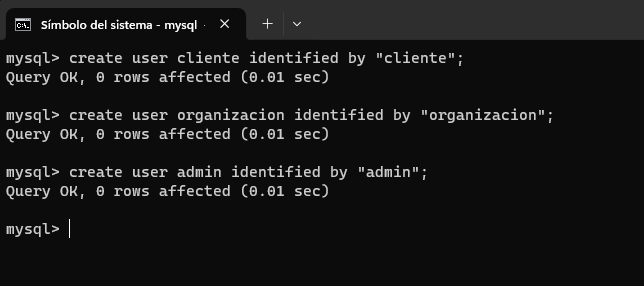 Símbolo del sistema - mysql
mysql> create user cliente identified by "cliente";
Query OK, 0 rows affected (0.01 sec)
mysql> create user organizacion identified by "organizacion";
Query OK, 0 rows affected (0.01 sec)
mysql> create user admin identified by "admin";
Query OK, 0 rows affected (0.01 sec)
mysql>